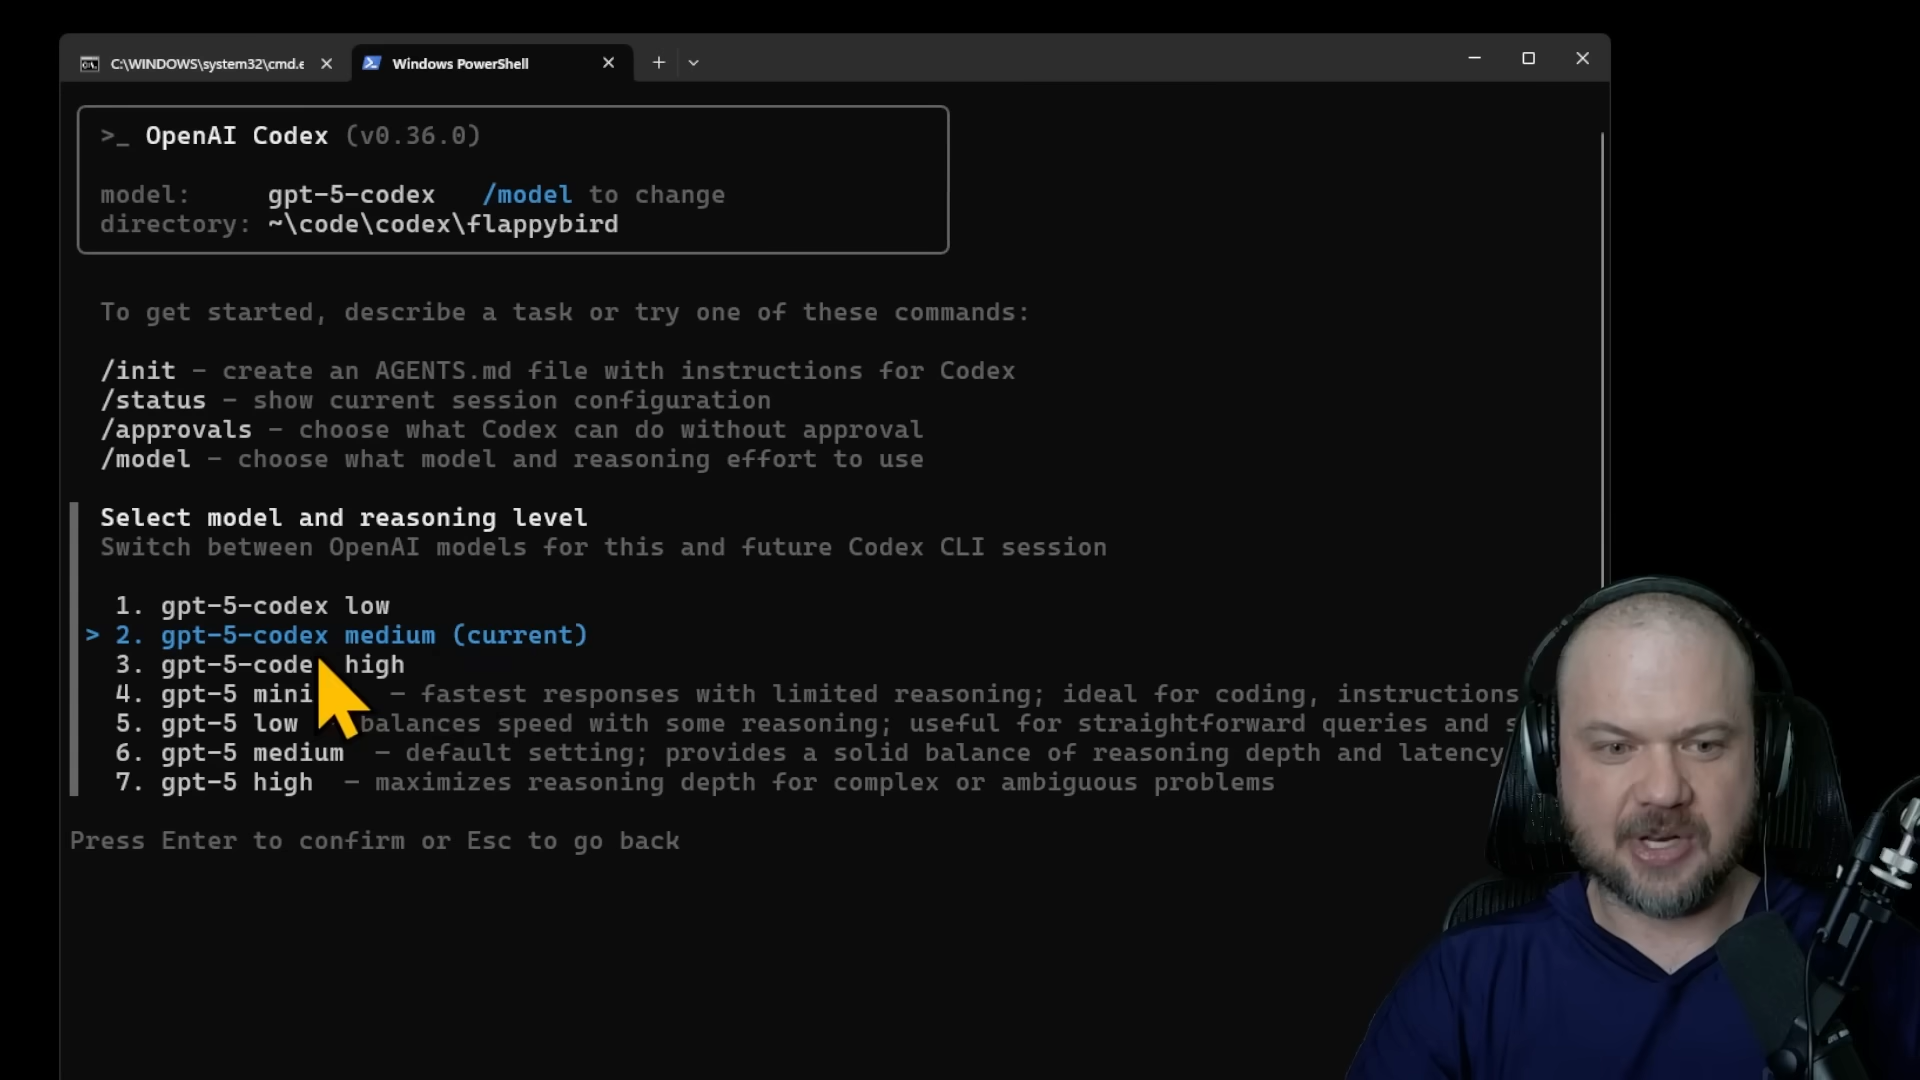 C:\WINDOWS\system32\cmd.e
Windows PowerShell
>_ OpenAI Codex (v0.36.0)
model: gpt-5-codex /model to change
directory: ~\code\codex\flappybird
To get started, describe a task or try one of these commands:
/init - create an AGENTS.md file with instructions for Codex
/status - show current session configuration
/approvals - choose what Codex can do without approval
/model - choose what model and reasoning effort to use
Select model and reasoning level
Switch between OpenAI models for this and future Codex CLI session
1. gpt-5-codex low
> 2. gpt-5-codex medium (current)
3. gpt-5-code high
4. gpt-5 mini - fastest responses with limited reasoning; ideal for coding, instructions
5. gpt-5 low balances speed with some reasoning; useful for straightforward queries and
6. gpt-5 medium - default setting; provides a solid balance of reasoning depth and latency
7. gpt-5 high - maximizes reasoning depth for complex or ambiguous problems
Press Enter to confirm or Esc to go back